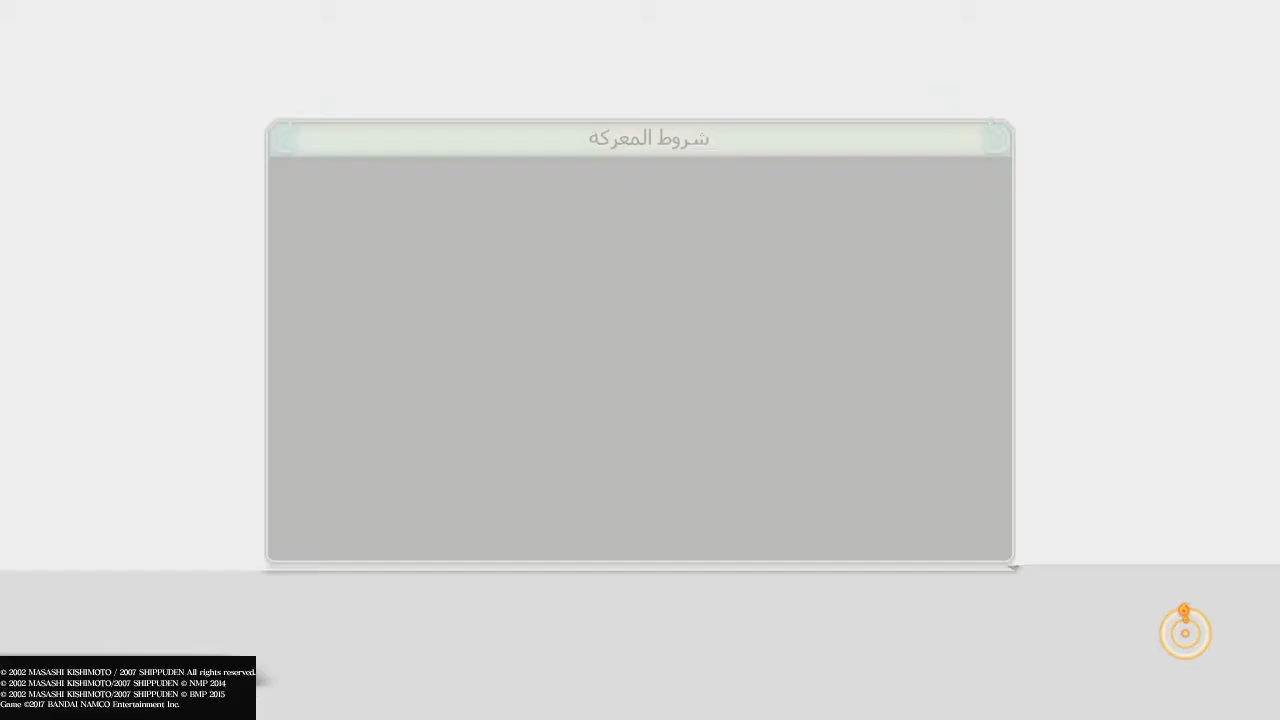 شروط المعركة
© 2002 MASASHI KISHIMOTO / 2007 SHIPPUDEN All rights reserved.
© 2002 MASASHI KISHIMOTO/2007 SHIPPUDEN © NMP 2014
© 2002 MASASHI KISHIMOTO/2007 SHIPPUDEN © BMP 2015
Game ©2017 BANDAI NAMCO Entertainment Inc.